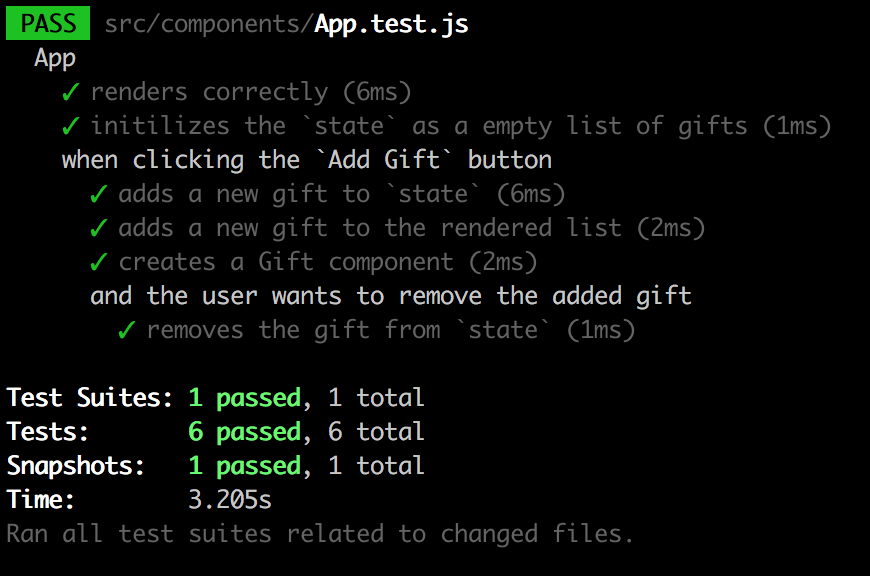 PASS src/components/App.test.js
App
✓ renders correctly (6ms)
✓ initilizes the `state` as a empty list of gifts (1ms)
when clicking the `Add Gift` button
✓ adds a new gift to `state` (6ms)
✓ adds a new gift to the rendered list (2ms)
✓ creates a Gift component (2ms)
and the user wants to remove the added gift
✓ removes the gift from `state` (1ms)
Test Suites: 1 passed, 1 total
Tests: 6 passed, 6 total
Snapshots: 1 passed, 1 total
Time: 3.205s
Ran all test suites related to changed files.